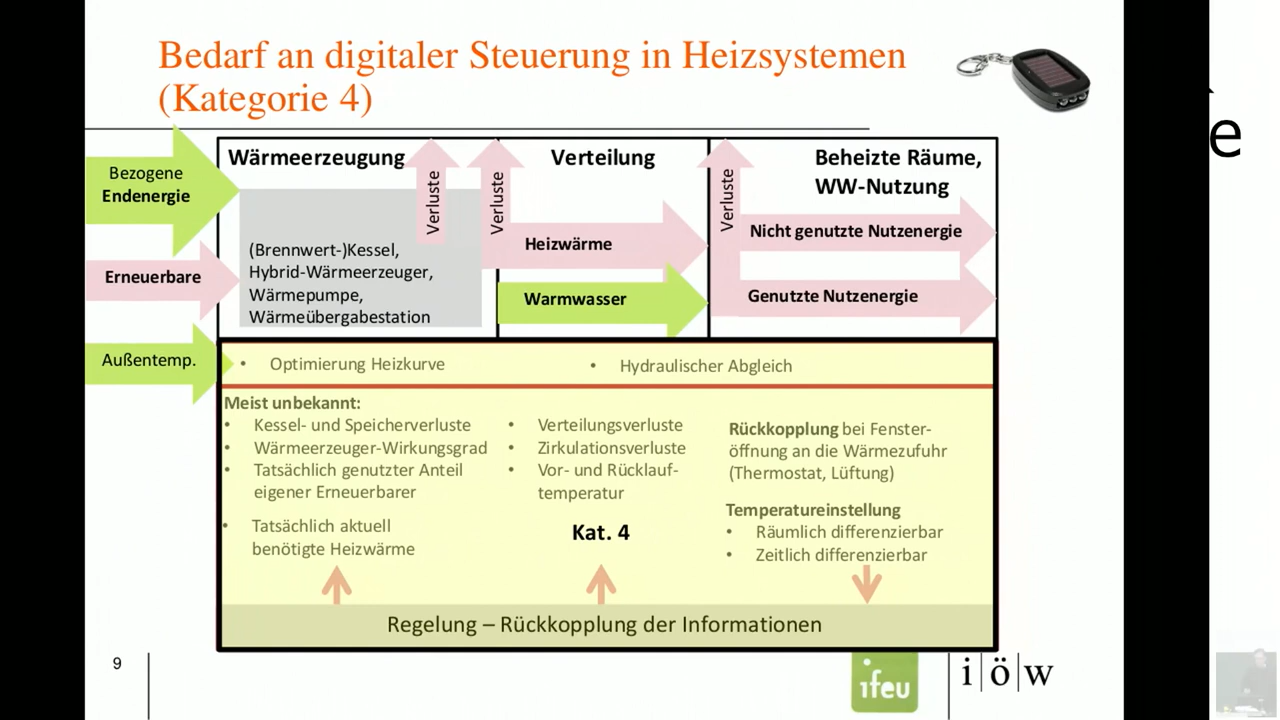 Bedarf an digitaler Steuerung in Heizsystemen
(Kategorie 4)
e
Bezogene
Endenergie
Erneuerbare
Außentemp.
Wärmeerzeugung
Verluste
(Brennwert-)Kessel,
Hybrid-Wärmeerzeuger,
Wärmepumpe,
Wärmeübergabestation
Verluste
Verteilung
Heizwärme
Warmwasser
Verluste
Beheizte Räume,
WW-Nutzung
Nicht genutzte Nutzenergie
Genutzte Nutzenergie
• Optimierung Heizkurve
• Hydraulischer Abgleich
Meist unbekannt:
• Kessel- und Speicherverluste
• Wärmeerzeuger-Wirkungsgrad
• Tatsächlich genutzter Anteil
eigener Erneuerbarer
• Tatsächlich aktuell
benötigte Heizwärme
• Verteilungsverluste
• Zirkulationsverluste
• Vor- und Rücklauf-
temperatur
Kat. 4
Rückkopplung bei Fenster-
öffnung an die Wärmezufuhr
(Thermostat, Lüftung)
Temperatureinstellung
• Räumlich differenzierbar
• Zeitlich differenzierbar
Regelung – Rückkopplung der Informationen
9
ifeu
i|ö|w